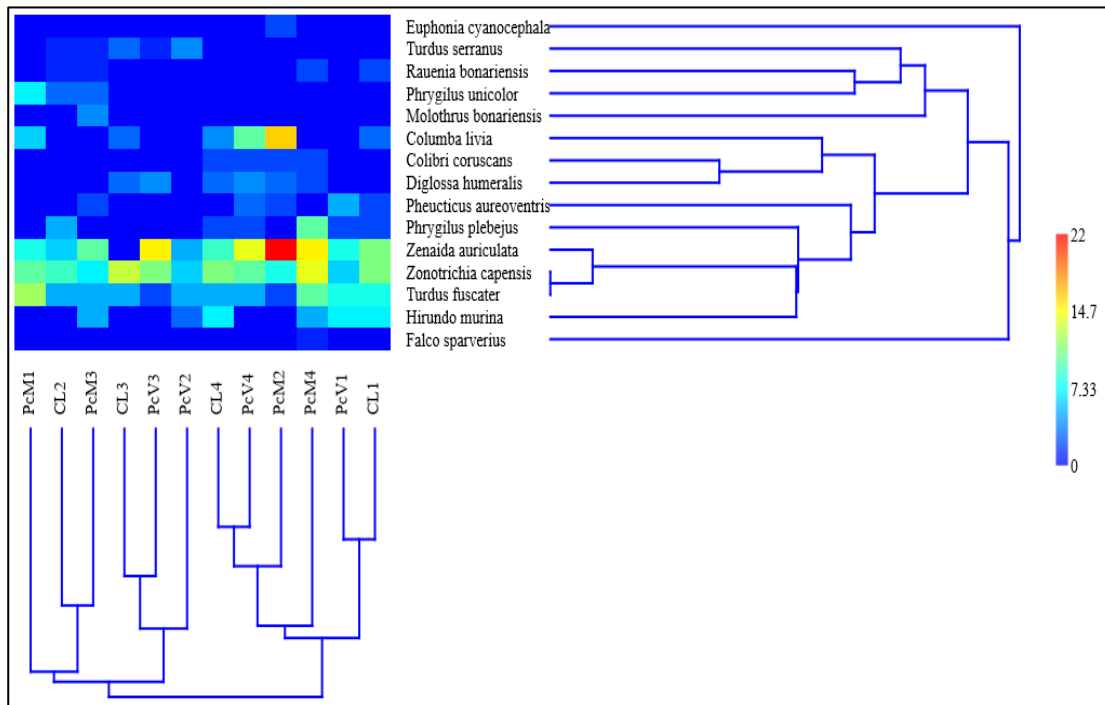 Euphonia cyanocephala
Turdus serranus
Rauenia bonariensis
Phrygilus unicolor
Molothrus bonariensis
Columba livia
Colibri coruscans
Diglossa humeralis
Pheucticus aureoventris
Phrygilus plebejus
Zenaida auriculata
Zonotrichia capensis
Turdus fuscater
Hirundo murina
Falco sparverius
22
14.7
7.33
0
PcM1
CL2
PcM3
CL3
PcV3
PcV2
CL4
PcV4
PcM2
PcM4
PcV1
CL1